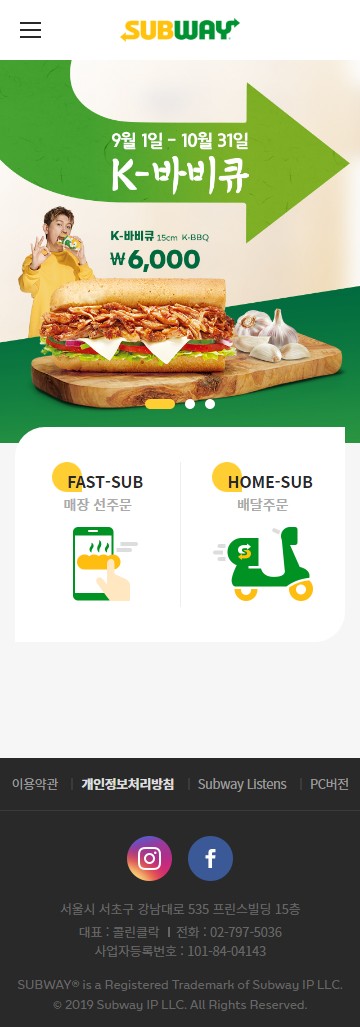 SUBWAY
9월 1일 - 10월 31일
K-바비큐
K-바비큐 15cm K-BBQ
₩6,000
FAST-SUB
매장 선주문
HOME-SUB
배달주문
S
이용약관 | 개인정보처리방침 | Subway Listens | PC버전
서울시 서초구 강남대로 535 프린스빌딩 15층
대표 : 콜린클락 | 전화 : 02-797-5036
사업자등록번호 : 101-84-04143
SUBWAY® is a Registered Trademark of Subway IP LLC.
© 2019 Subway IP LLC. All Rights Reserved.